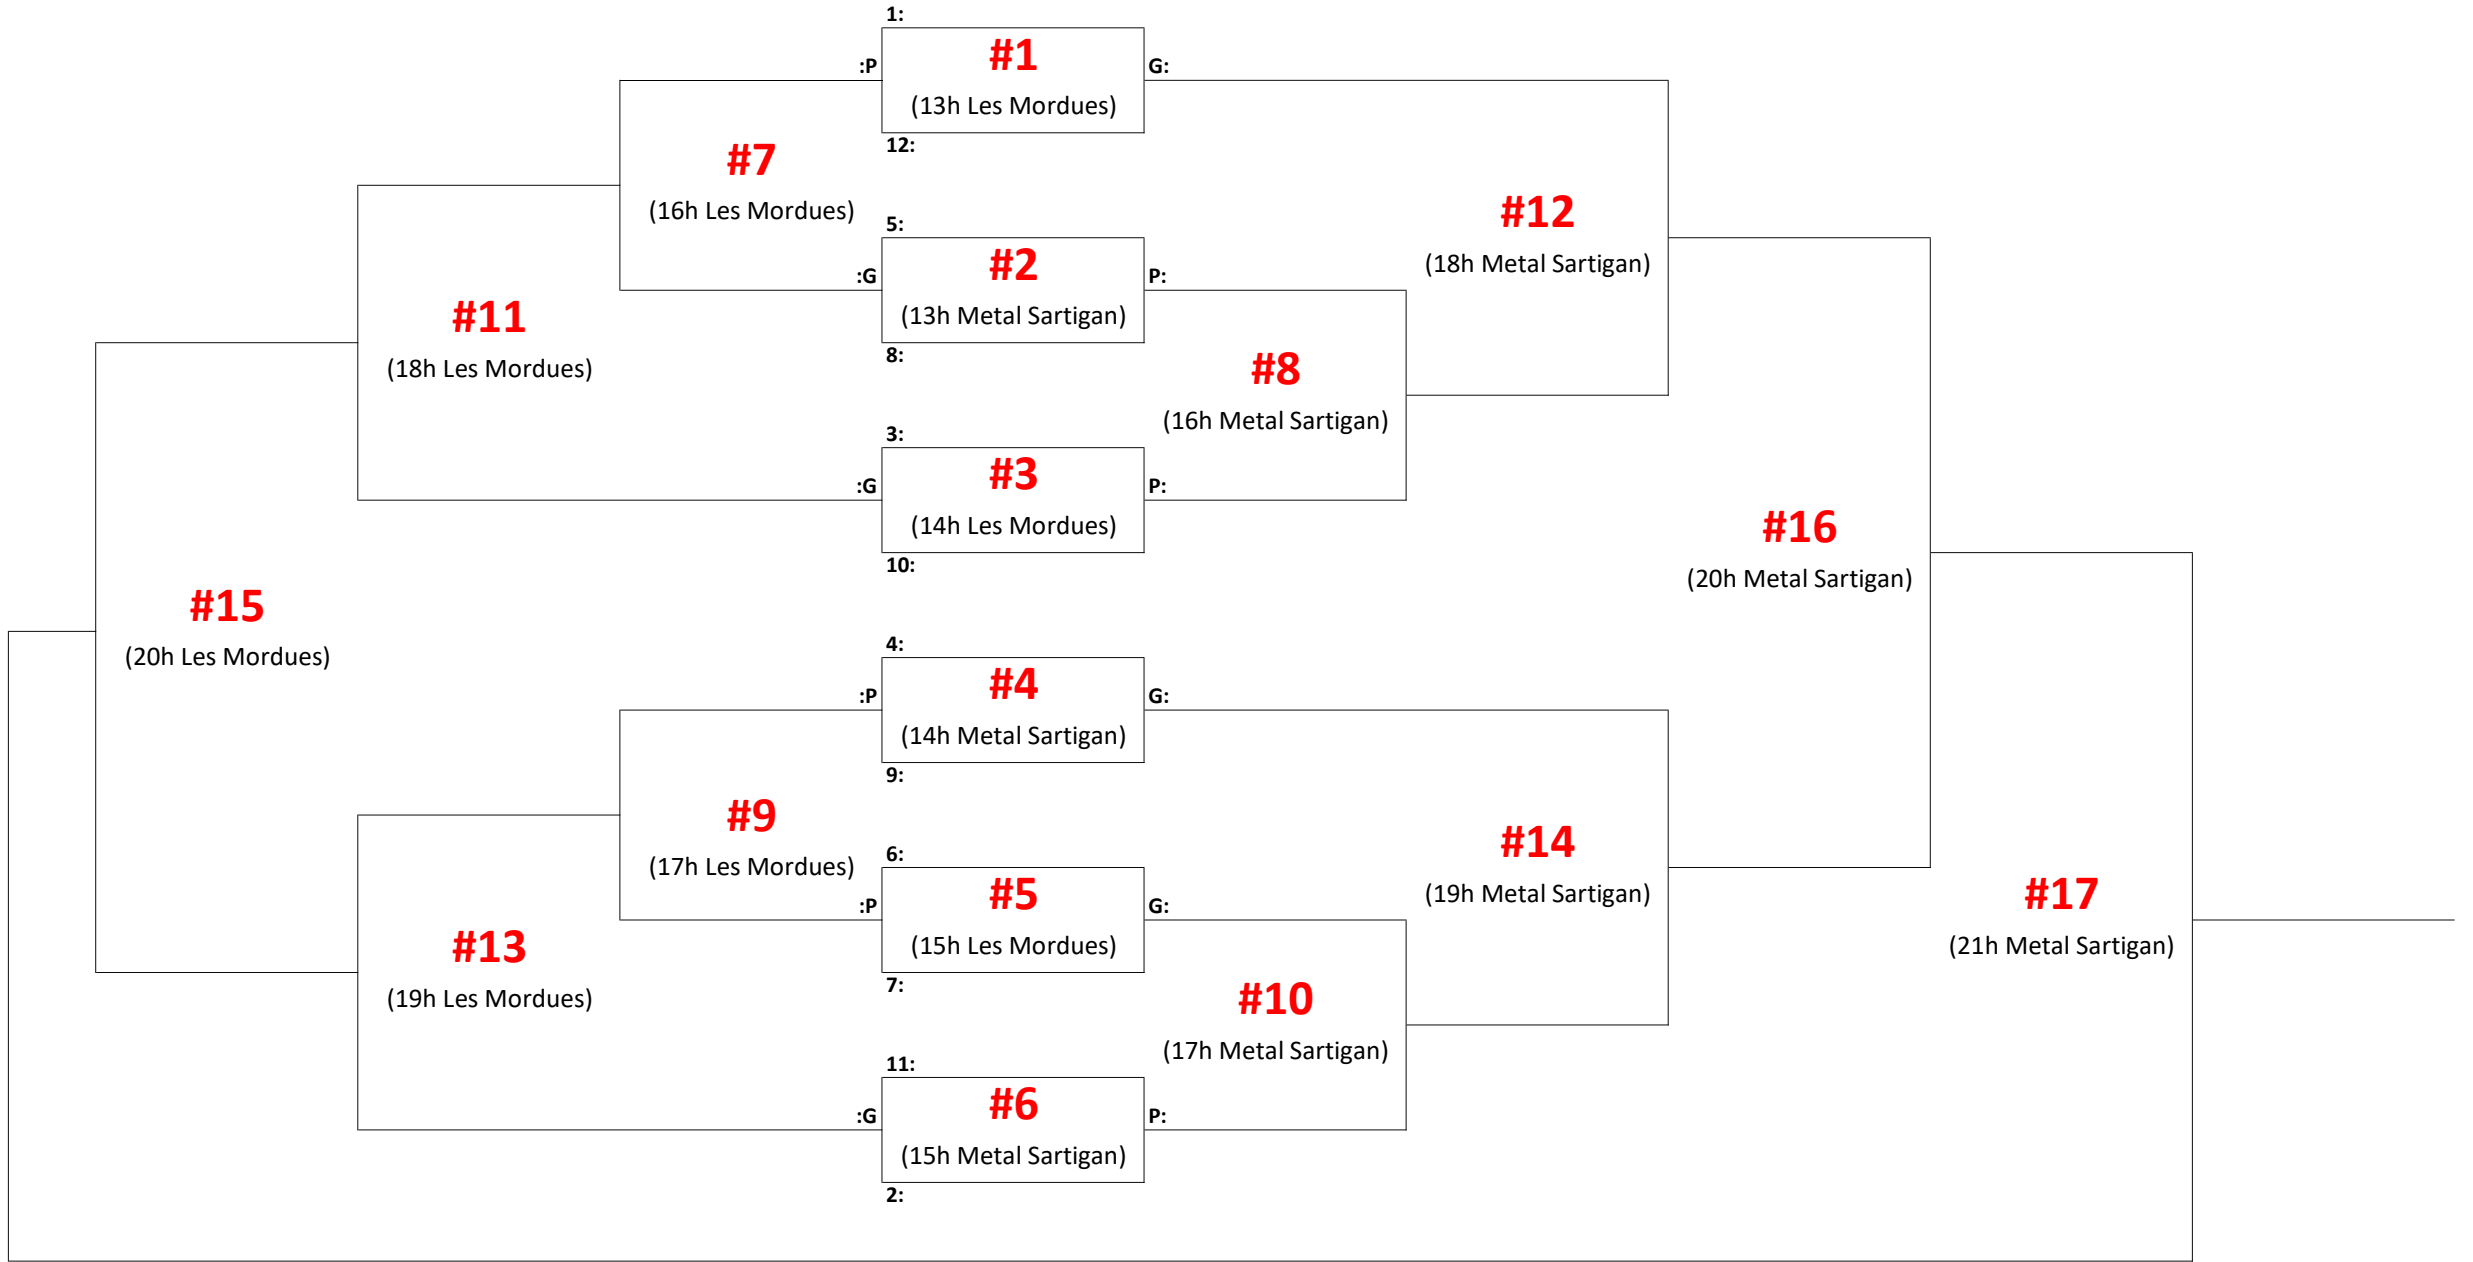 1:
#1
:P
G:
(13h Les Mordues)
12:
#7
(16h Les Mordues)
#12
(18h Metal Sartigan)
5:
#2
:G
P:
(13h Metal Sartigan)
8:
#11
(18h Les Mordues)
#8
(16h Metal Sartigan)
3:
#3
:G
P:
(14h Les Mordues)
10:
#16
(20h Metal Sartigan)
#15
(20h Les Mordues)
4:
#4
:P
G:
(14h Metal Sartigan)
9:
#9
(17h Les Mordues)
#14
(19h Metal Sartigan)
6:
#5
:P
G:
(15h Les Mordues)
7:
#17
(21h Metal Sartigan)
#13
(19h Les Mordues)
#10
(17h Metal Sartigan)
11:
#6
:G
P:
(15h Metal Sartigan)
2: